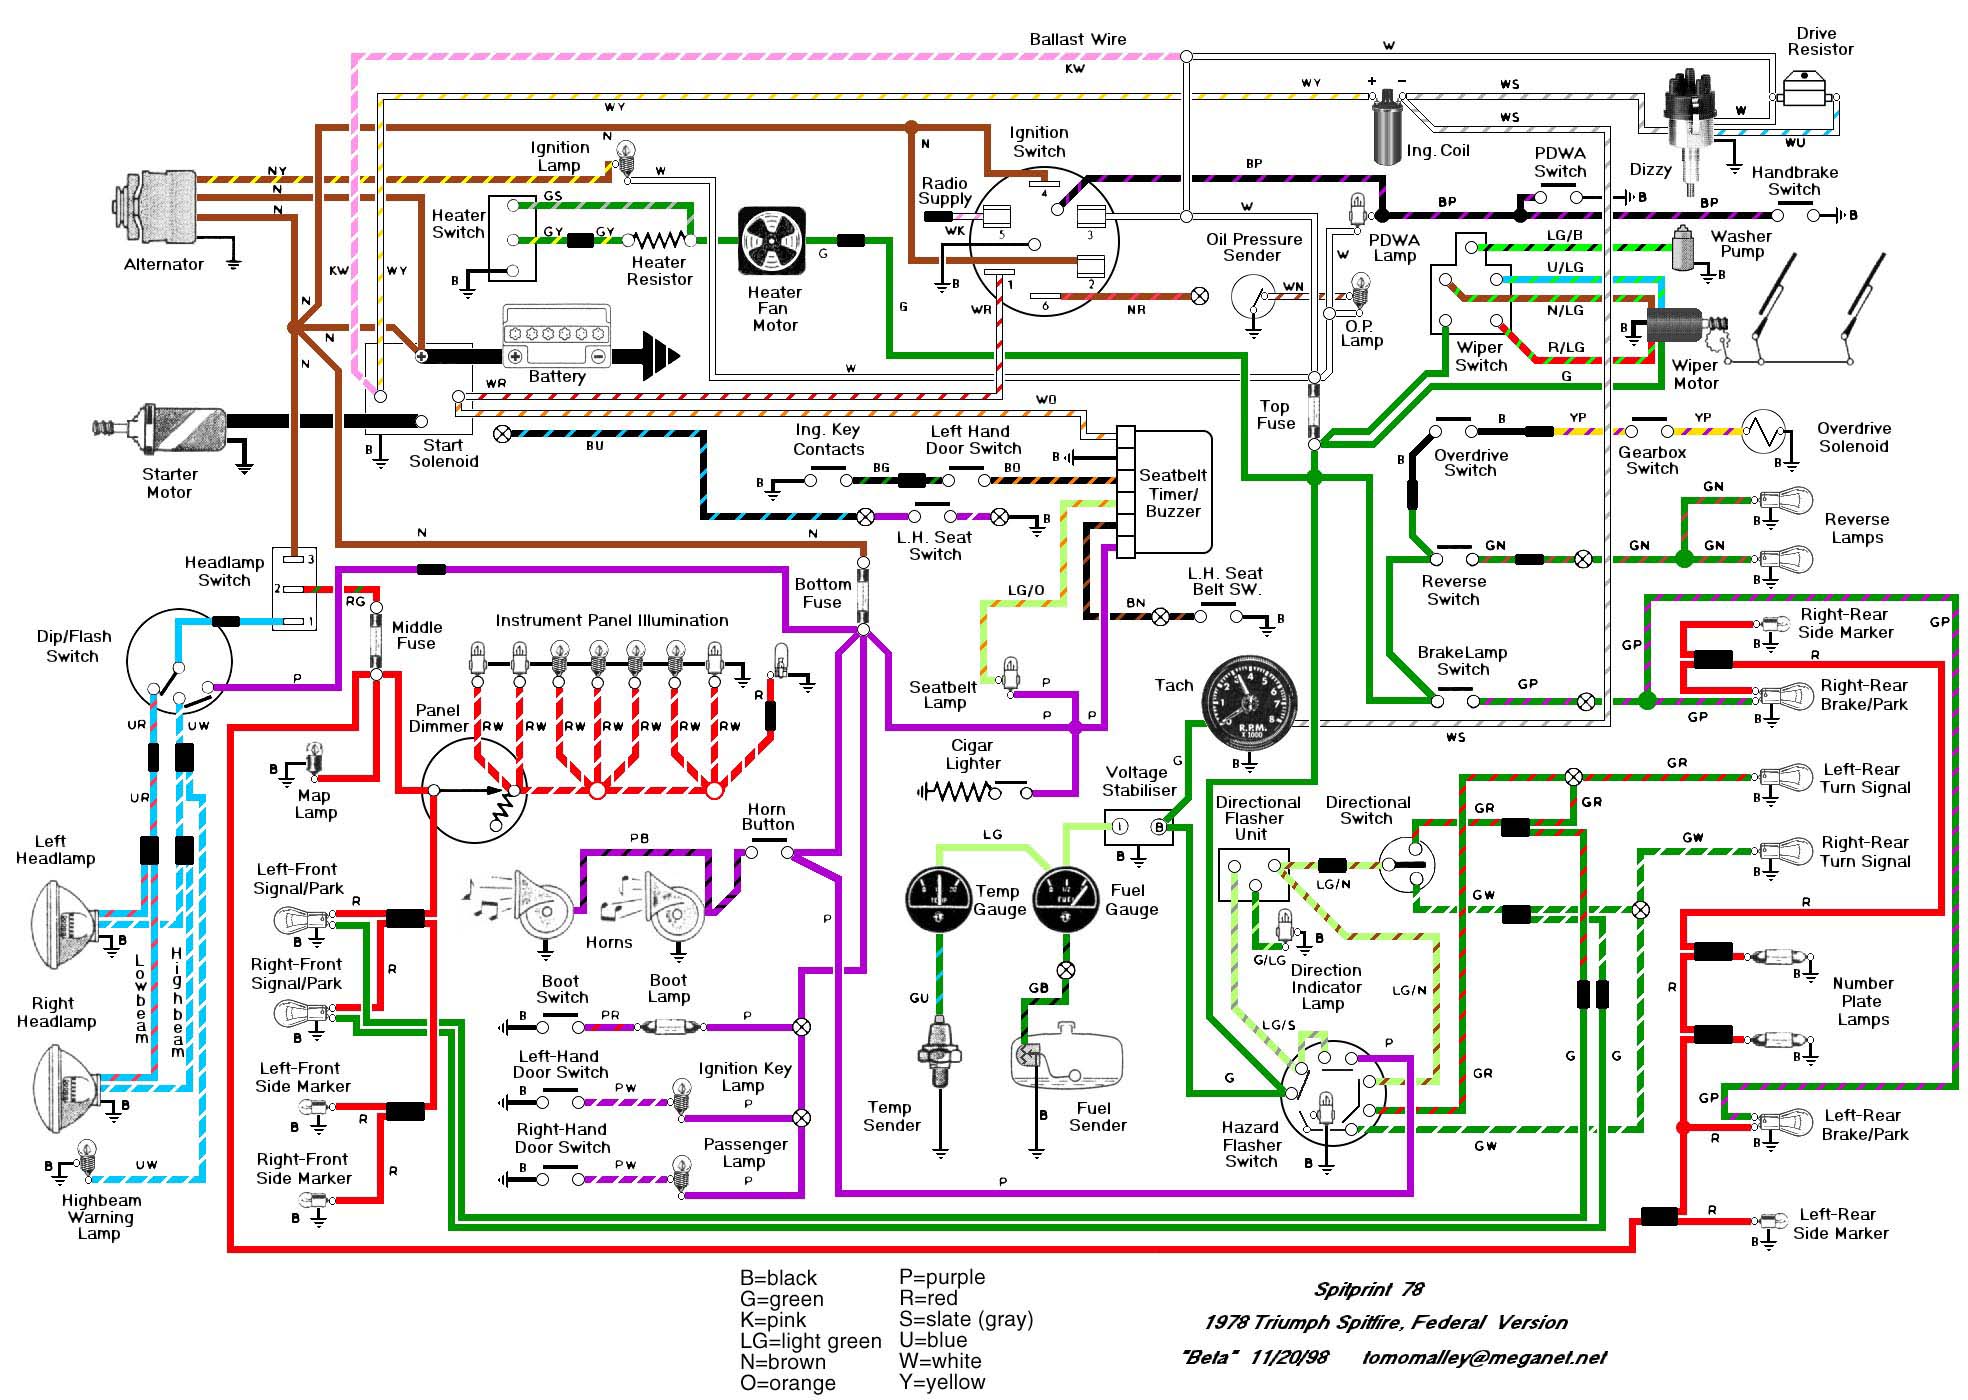 Ballast Wire
W
Drive
Resistor
KW
WY
WY
+ −
WS
WS
W
WU
Ing. Coil
Dizzy
PDWA
Switch
Handbrake
Switch
B
B
NY
N
N
N
Alternator
Ignition
Lamp
N
W
Ignition
Switch
N
Radio
Supply
WK
4
5
3
1
2
6
B
NR
WR
BP
BP
BP
W
W
PDWA
Lamp
Oil Pressure
Sender
WN
O.P.
Lamp
Heater
Switch
GS
GY
GY
B
Heater
Resistor
Heater
Fan
Motor
G
G
LG/B
Washer
Pump
B
U/LG
N/LG
R/LG
G
B
Wiper
Switch
Wiper
Motor
KW
WY
N
N
N
+
−
Battery
WR
W
WO
Starter
Motor
B
Start
Solenoid
BU
Ing. Key
Contacts
Left Hand
Door Switch
B
BG
BO
B
Seatbelt
Timer/
Buzzer
B
L.H. Seat
Switch
Top
Fuse
B
YP
YP
Overdrive
Switch
Gearbox
Switch
Overdrive
Solenoid
B
B
GN
B
Reverse
Lamps
GN
GN
GN
B
Reverse
Switch
N
N
Headlamp
Switch
3
2
1
RG
Bottom
Fuse
LG/O
L.H. Seat
Belt SW.
BN
B
Dip/Flash
Switch
Middle
Fuse
Instrument Panel Illumination
P
UR
UW
Panel
Dimmer
RW
RW
RW
RW
RW
RW
R
Seatbelt
Lamp
P
P
P
Tach
1
2
3
4
5
6
7
8
R.P.M.
X 1000
B
WS
G
BrakeLamp
Switch
GP
GP
GP
GP
Right-Rear
Side Marker
B
R
Right-Rear
Brake/Park
B
Map
Lamp
B
Cigar
Lighter
Voltage
Stabiliser
I
B
B
Directional
Flasher
Unit
Directional
Switch
GR
GR
GR
Left-Rear
Turn Signal
B
GW
GW
Right-Rear
Turn Signal
B
UR
Left
Headlamp
B
Lowbeam
Highbeam
Right
Headlamp
B
B
UW
Highbeam
Warning
Lamp
Left-Front
Signal/Park
R
B
Right-Front
Signal/Park
R
B
Left-Front
Side Marker
R
B
Right-Front
Side Marker
R
B
PB
Horn
Button
Horns
P
Boot
Switch
Boot
Lamp
B
PR
P
Left-Hand
Door Switch
B
PW
Ignition Key
Lamp
P
Right-Hand
Door Switch
B
PW
Passenger
Lamp
P
LG
TEMP
Temp
Gauge
FUEL
Fuel
Gauge
GU
GB
Temp
Sender
B
Fuel
Sender
LG/N
G/LG
B
Direction
Indicator
Lamp
LG/N
LG/S
P
G
Hazard
Flasher
Switch
B
GR
GW
P
G
G
R
R
B
Number
Plate
Lamps
B
GP
R
B
Left-Rear
Brake/Park
R
B
Left-Rear
Side Marker
B=black
G=green
K=pink
LG=light green
N=brown
O=orange
P=purple
R=red
S=slate (gray)
U=blue
W=white
Y=yellow
Spitprint 78
1978 Triumph Spitfire, Federal Version
"Beta" 11/20/98 tomomalley@meganet.net